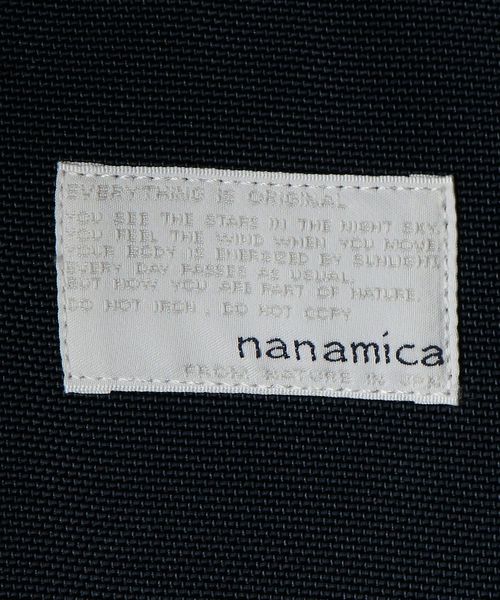 EVERYTHING IS ORIGINAL
YOU SEE THE STARS IN THE NIGHT SKY.
YOU FEEL THE WIND WHEN YOU MOVE.
YOUR BODY IS ENERGIZED BY SUNLIGHT.
EVERY DAY PASSES AS USUAL.
BUT NOW YOU ARE PART OF NATURE.
DO NOT IRON . DO NOT COPY
nanamica
FROM NATURE IN